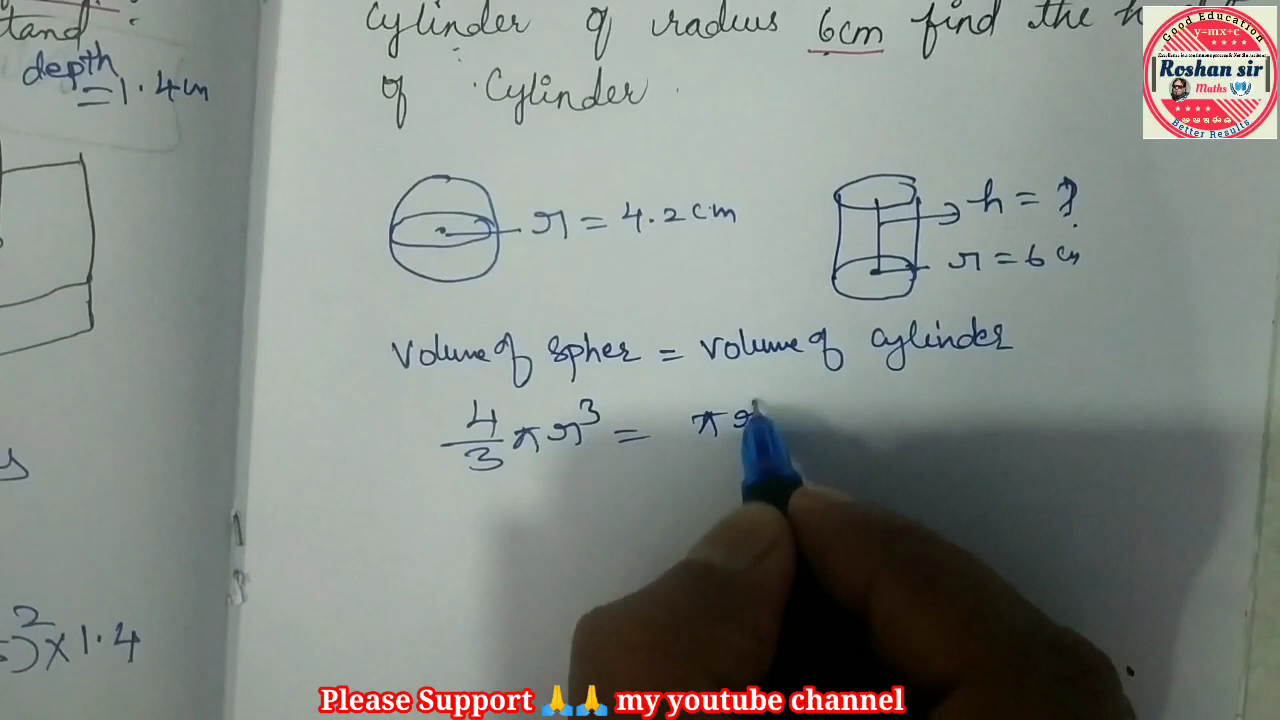 tand :
depth
= 1.4cm
)² x 1.4
Cylinder of radius 6cm find the
of Cylinder.
r = 4.2 cm
h = ?
r = 6 cm
volume of spher = volume of cylinder
4/3 πr³ = πr
Good Education
y=mx+c
Roshan sir
Maths
Better Results
Please Support 🙏🙏 my youtube channel